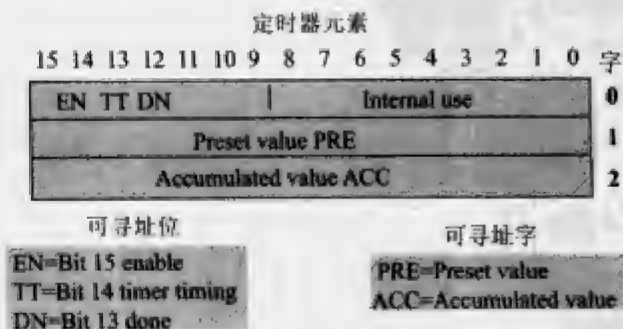 定时器元素
15 14 13 12 11 10 9 8 7 6 5 4 3 2 1 0 字
EN TT DN Internal use 0
Preset value PRE 1
Accumulated value ACC 2
可寻址位
EN=Bit 15 enable
TT=Bit 14 timer timing
DN=Bit 13 done
可寻址字
PRE=Preset value
ACC=Accumulated value